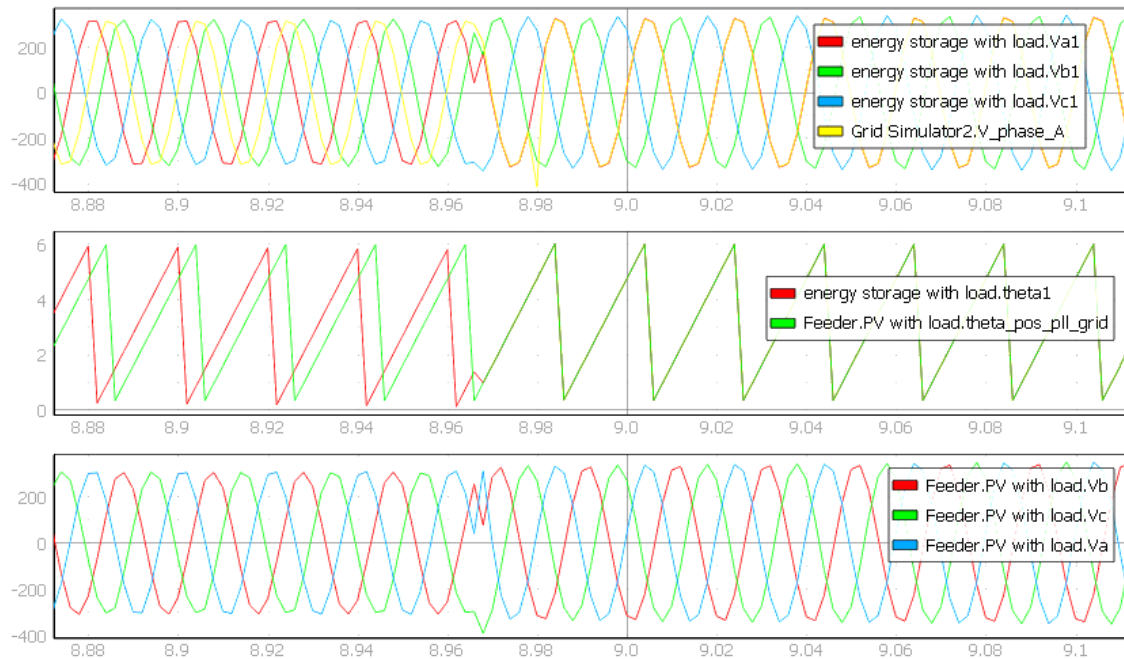 200
0
-200
-400
energy storage with load.Va1
energy storage with load.Vb1
energy storage with load.Vc1
Grid Simulator2.V_phase_A
8.88 8.9 8.92 8.94 8.96 8.98 9.0 9.02 9.04 9.06 9.08 9.1
6
4
2
0
energy storage with load.theta1
Feeder.PV with load.theta_pos_pll_grid
8.88 8.9 8.92 8.94 8.96 8.98 9.0 9.02 9.04 9.06 9.08 9.1
200
0
-200
-400
Feeder.PV with load.Vb
Feeder.PV with load.Vc
Feeder.PV with load.Va
8.88 8.9 8.92 8.94 8.96 8.98 9.0 9.02 9.04 9.06 9.08 9.1